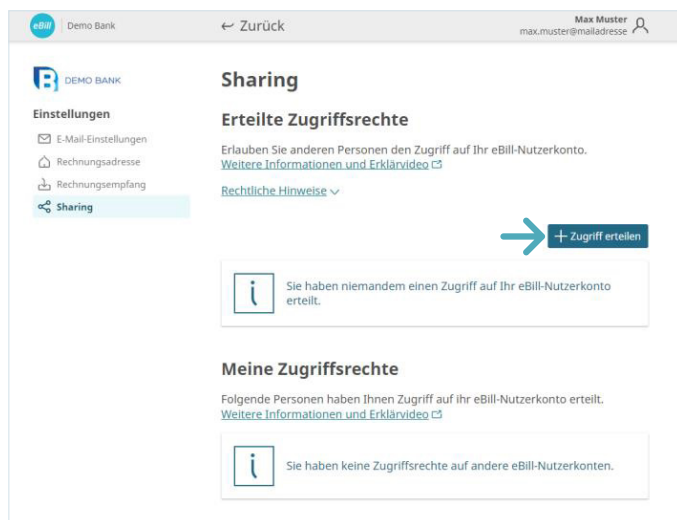 eBill Demo Bank
← Zurück
Max Muster
max.muster@mailadresse
DEMO BANK
Einstellungen
E-Mail-Einstellungen
Rechnungsadresse
Rechnungsempfang
Sharing
Sharing
Erteilte Zugriffsrechte
Erlauben Sie anderen Personen den Zugriff auf Ihr eBill-Nutzerkonto.
Weitere Informationen und Erklärvideo
Rechtliche Hinweise
+ Zugriff erteilen
i
Sie haben niemandem einen Zugriff auf Ihr eBill-Nutzerkonto
erteilt.
Meine Zugriffsrechte
Folgende Personen haben Ihnen Zugriff auf ihr eBill-Nutzerkonto erteilt.
Weitere Informationen und Erklärvideo
i
Sie haben keine Zugriffsrechte auf andere eBill-Nutzerkonten.